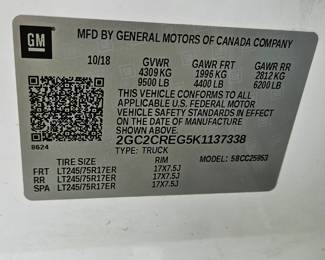 GM
MFD BY GENERAL MOTORS OF CANADA COMPANY
10/18 GVWR GAWR FRT GAWR RR
4309 KG 1996 KG 2812 KG
9500 LB 4400 LB 6200 LB
THIS VEHICLE CONFORMS TO ALL
APPLICABLE U.S. FEDERAL MOTOR
VEHICLE SAFETY STANDARDS IN EFFECT
ON THE DATE OF MANUFACTURE SHOWN ABOVE.
2GC2CREG5K1137338
8624 TYPE: TRUCK MODEL:
TIRE SIZE RIM
FRT LT245/75R17ER 17X7.5J
RR LT245/75R17ER 17X7.5J
SPA LT245/75R17ER 17X7.5J